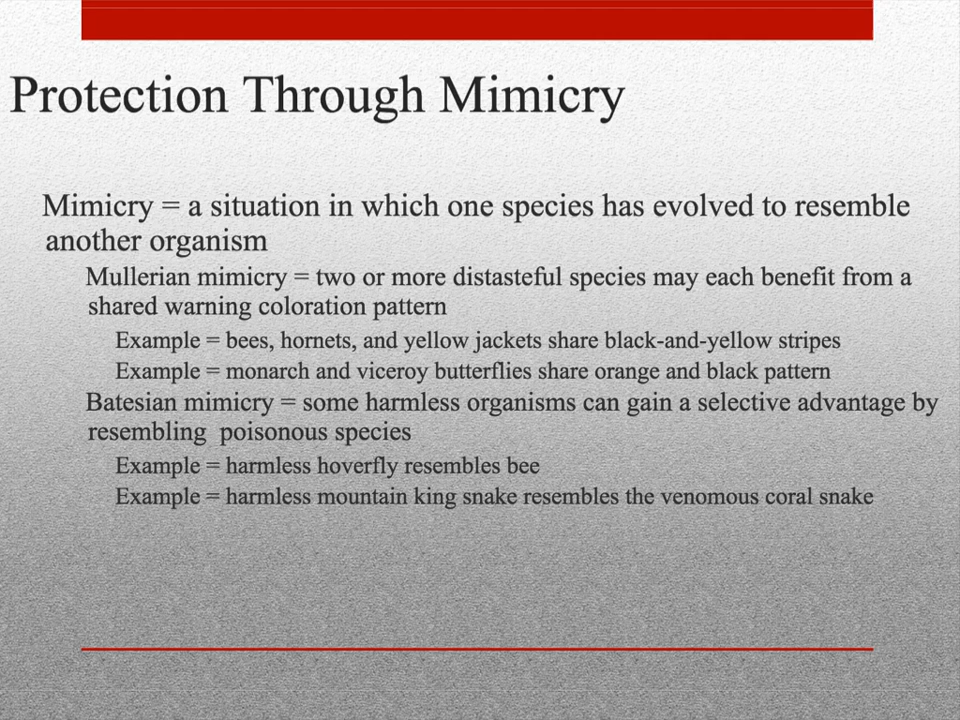 Protection Through Mimicry
Mimicry = a situation in which one species has evolved to resemble
another organism
Mullerian mimicry = two or more distasteful species may each benefit from a
shared warning coloration pattern
Example = bees, hornets, and yellow jackets share black-and-yellow stripes
Example = monarch and viceroy butterflies share orange and black pattern
Batesian mimicry = some harmless organisms can gain a selective advantage by
resembling  poisonous species
Example = harmless hoverfly resembles bee
Example = harmless mountain king snake resembles the venomous coral snake